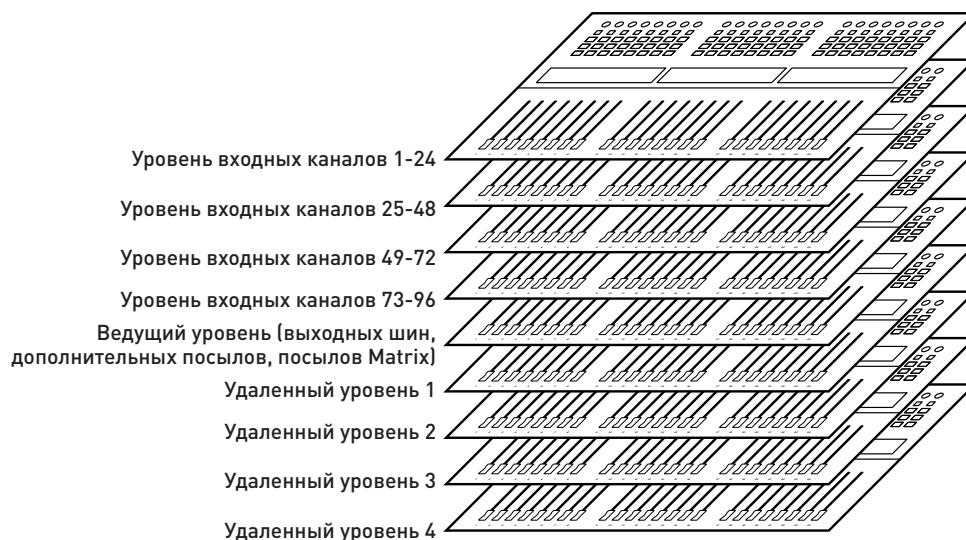 Уровень входных каналов 1-24
Уровень входных каналов 25-48
Уровень входных каналов 49-72
Уровень входных каналов 73-96
Ведущий уровень (выходных шин,
дополнительных посылов, посылов Matrix)
Удаленный уровень 1
Удаленный уровень 2
Удаленный уровень 3
Удаленный уровень 4